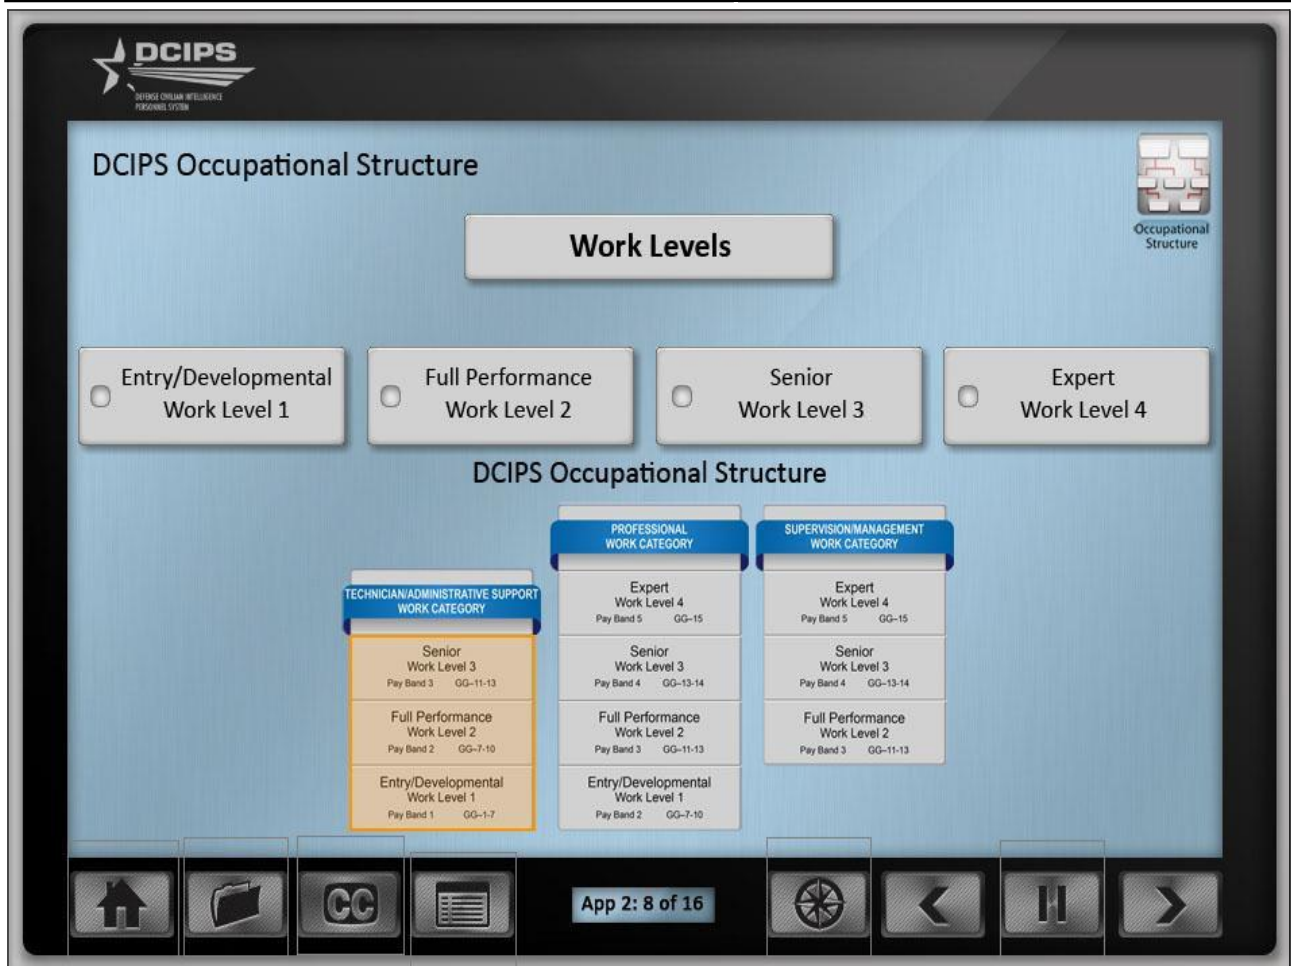 DCIPS
DEFENSE CIVILIAN INTELLIGENCE
PERSONNEL SYSTEM
DCIPS Occupational Structure
Occupational
Structure
Work Levels
Entry/Developmental
Work Level 1
Full Performance
Work Level 2
Senior
Work Level 3
Expert
Work Level 4
DCIPS Occupational Structure
TECHNICIAN/ADMINISTRATIVE SUPPORT
WORK CATEGORY
Senior
Work Level 3
Pay Band 3 GG–11-13
Full Performance
Work Level 2
Pay Band 2 GG–7-10
Entry/Developmental
Work Level 1
Pay Band 1 GG–1-7
PROFESSIONAL
WORK CATEGORY
Expert
Work Level 4
Pay Band 5 GG–15
Senior
Work Level 3
Pay Band 4 GG–13-14
Full Performance
Work Level 2
Pay Band 3 GG–11-13
Entry/Developmental
Work Level 1
Pay Band 2 GG–7-10
SUPERVISION/MANAGEMENT
WORK CATEGORY
Expert
Work Level 4
Pay Band 5 GG–15
Senior
Work Level 3
Pay Band 4 GG–13-14
Full Performance
Work Level 2
Pay Band 3 GG–11-13
CC
App 2: 8 of 16